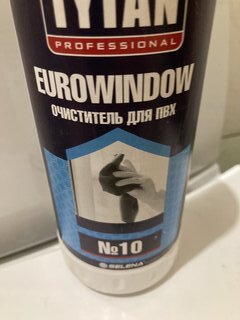 TYTAN
PROFESSIONAL
EUROWINDOW
ОЧИСТИТЕЛЬ ДЛЯ ПВХ
№10
SELENA